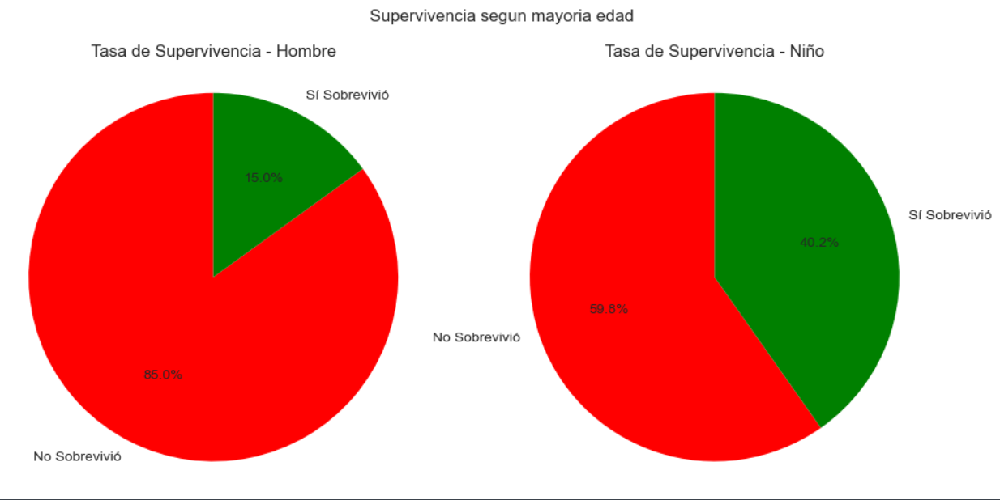 Supervivencia segun mayoria edad
Tasa de Supervivencia - Hombre
Sí Sobrevivió
15.0%
85.0%
No Sobrevivió
Tasa de Supervivencia - Niño
Sí Sobrevivió
40.2%
59.8%
No Sobrevivió